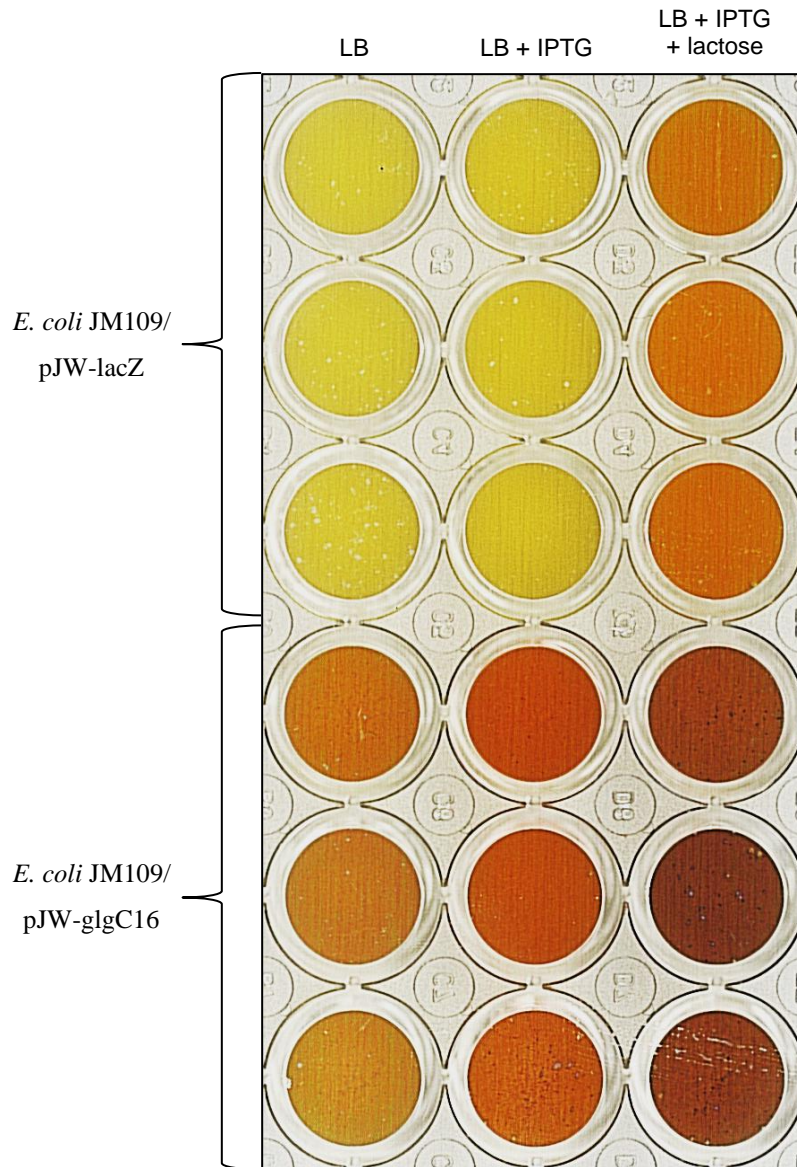 LB
LB + IPTG
LB + IPTG
+ lactose
E. coli JM109/
pJW-lacZ
E. coli JM109/
pJW-glgC16